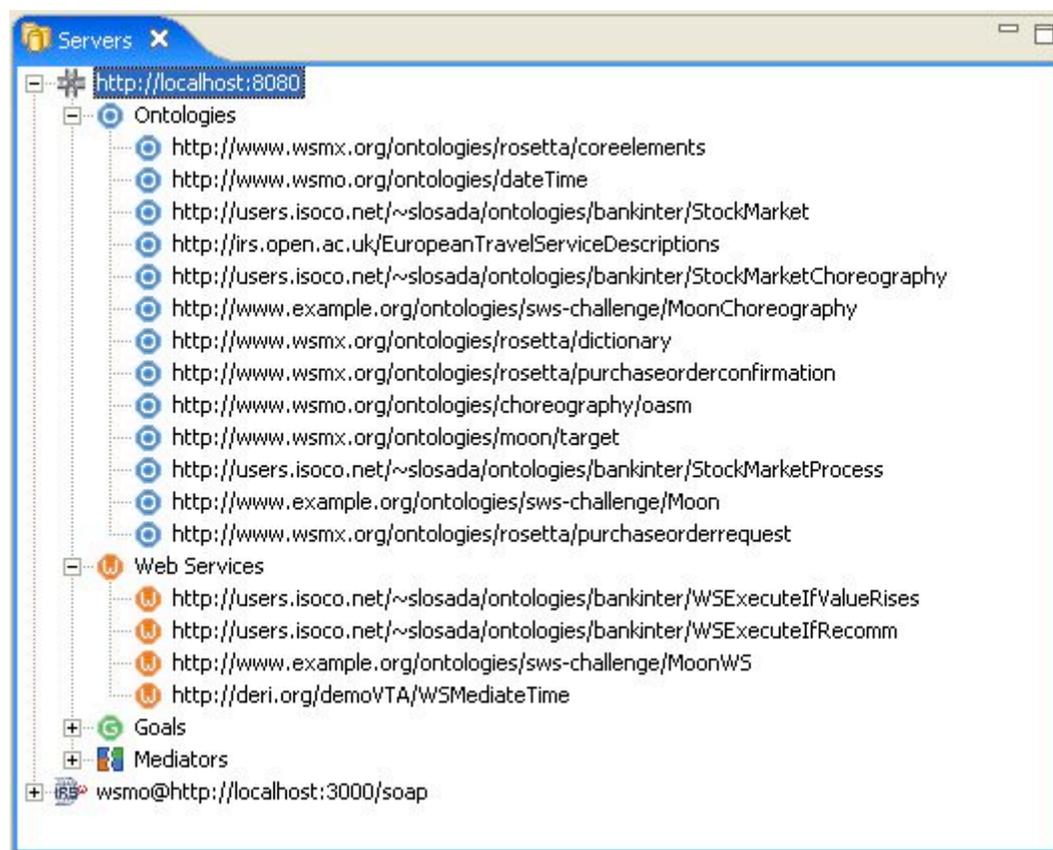 Servers
http://localhost:8080
Ontologies
http://www.wsmx.org/ontologies/rosetta/coreelements
http://www.wsmo.org/ontologies/dateTime
http://users.isoco.net/~slosada/ontologies/bankinter/StockMarket
http://irs.open.ac.uk/EuropeanTravelServiceDescriptions
http://users.isoco.net/~slosada/ontologies/bankinter/StockMarketChoreography
http://www.example.org/ontologies/sws-challenge/MoonChoreography
http://www.wsmx.org/ontologies/rosetta/dictionary
http://www.wsmx.org/ontologies/rosetta/purchaseorderconfirmation
http://www.wsmo.org/ontologies/choreography/oasm
http://www.wsmx.org/ontologies/moon/target
http://users.isoco.net/~slosada/ontologies/bankinter/StockMarketProcess
http://www.example.org/ontologies/sws-challenge/Moon
http://www.wsmx.org/ontologies/rosetta/purchaseorderrequest
Web Services
http://users.isoco.net/~slosada/ontologies/bankinter/WSExecuteIfValueRises
http://users.isoco.net/~slosada/ontologies/bankinter/WSExecuteIfRecomm
http://www.example.org/ontologies/sws-challenge/MoonWS
http://deri.org/demoVTA/WSMediateTime
G Goals
Mediators
IRS wsmo@http://localhost:3000/soap